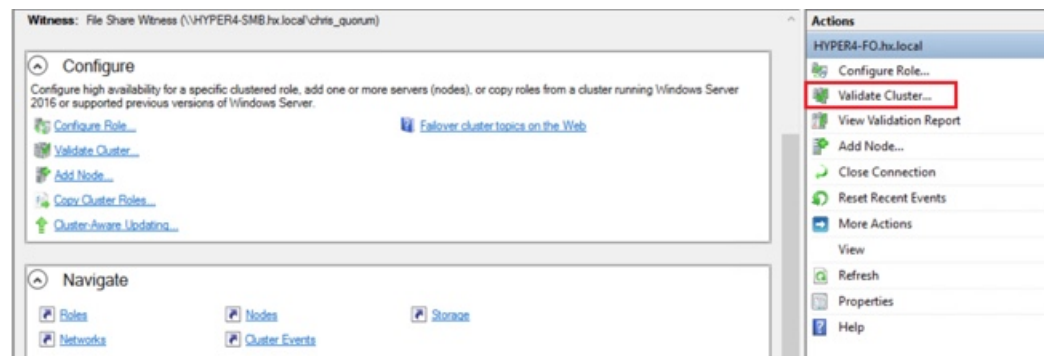 Witness: File Share Witness (\\HYPER4-SMB.hx.local\chris_quorum)
Configure
Configure high availability for a specific clustered role, add one or more servers (nodes), or copy roles from a cluster running Windows Server
2016 or supported previous versions of Windows Server.
Configure Role...
Failover cluster topics on the Web
Validate Cluster...
Add Node...
Copy Cluster Roles...
Cluster-Aware Updating...
Navigate
Roles
Nodes
Storage
Networks
Cluster Events
Actions
HYPER4-FO.hx.local
Configure Role...
Validate Cluster...
View Validation Report
Add Node...
Close Connection
Reset Recent Events
More Actions
View
Refresh
Properties
Help